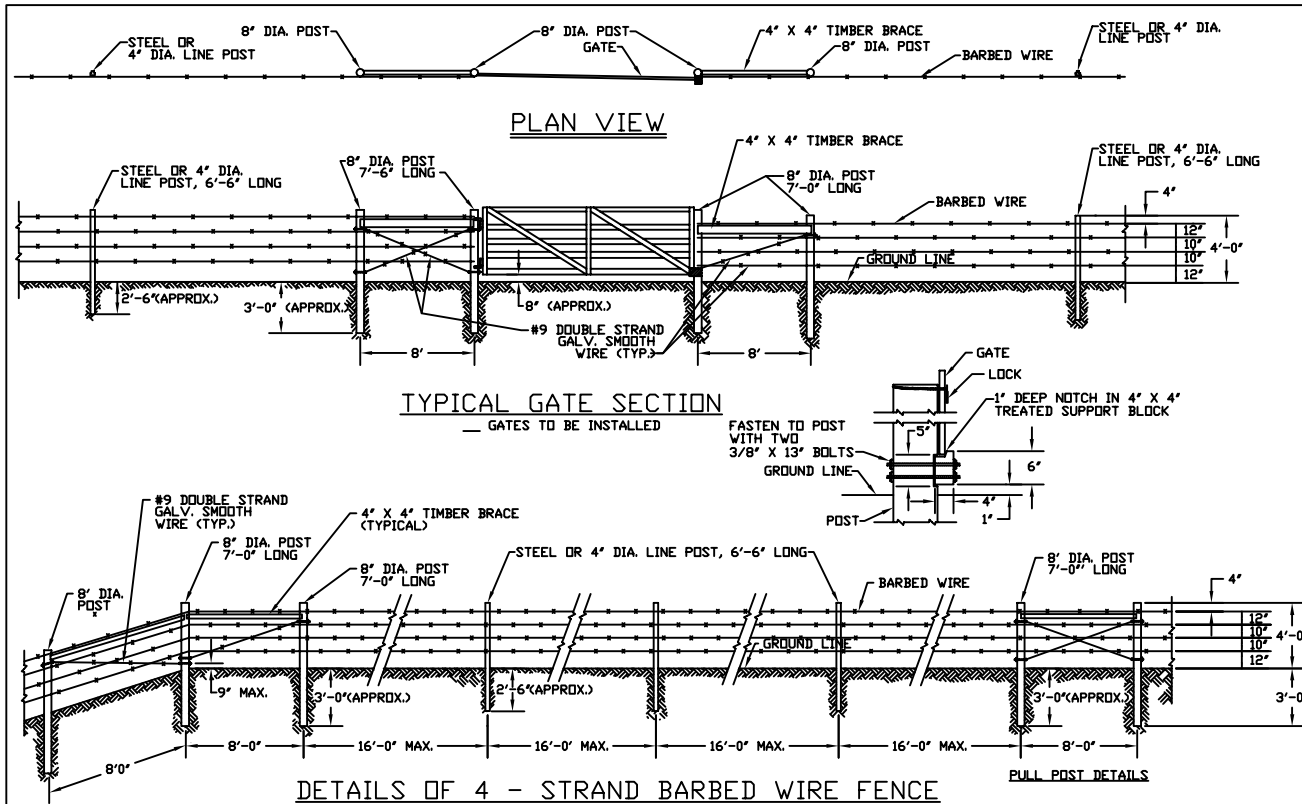 8" DIA. POST
8" DIA. POST
GATE
4" X 4" TIMBER BRACE
8" DIA. POST
STEEL OR 4" DIA.
LINE POST
STEEL OR
4" DIA. LINE POST
BARBED WIRE
PLAN VIEW
4" X 4" TIMBER BRACE
STEEL OR 4" DIA.
LINE POST, 6'-6" LONG
8" DIA. POST
7'-6" LONG
8" DIA. POST
7'-0" LONG
STEEL OR 4" DIA.
LINE POST, 6'-6" LONG
4"
BARBED WIRE
12"
10"
10"
12"
4'-0"
GROUND LINE
2'-6"(APPROX.)
3'-0" (APPROX.)
8" (APPROX.)
#9 DOUBLE STRAND
GALV. SMOOTH
WIRE (TYP.)
8'
8'
TYPICAL GATE SECTION
__ GATES TO BE INSTALLED
GATE
LOCK
1" DEEP NOTCH IN 4" X 4"
TREATED SUPPORT BLOCK
FASTEN TO POST
WITH TWO
3/8" X 13" BOLTS
5"
6"
GROUND LINE
4"
1"
POST
#9 DOUBLE STRAND
GALV. SMOOTH
WIRE (TYP.)
4" X 4" TIMBER BRACE
(TYPICAL)
8" DIA. POST
7'-0" LONG
8" DIA. POST
7'-0" LONG
STEEL OR 4" DIA. LINE POST, 6'-6" LONG
BARBED WIRE
8' DIA. POST
7'-0'' LONG
4"
8' DIA.
POST
12"
10"
10"
12"
4'-0"
GROUND LINE
9" MAX.
3'-0"(APPROX.)
2'-6"(APPROX.)
3'-0"(APPROX.)
3'-0"
8'0"
8'-0"
16'-0" MAX.
16'-0' MAX.
16'-0" MAX.
16'-0" MAX.
8'-0"
PULL POST DETAILS
DETAILS OF 4 - STRAND BARBED WIRE FENCE